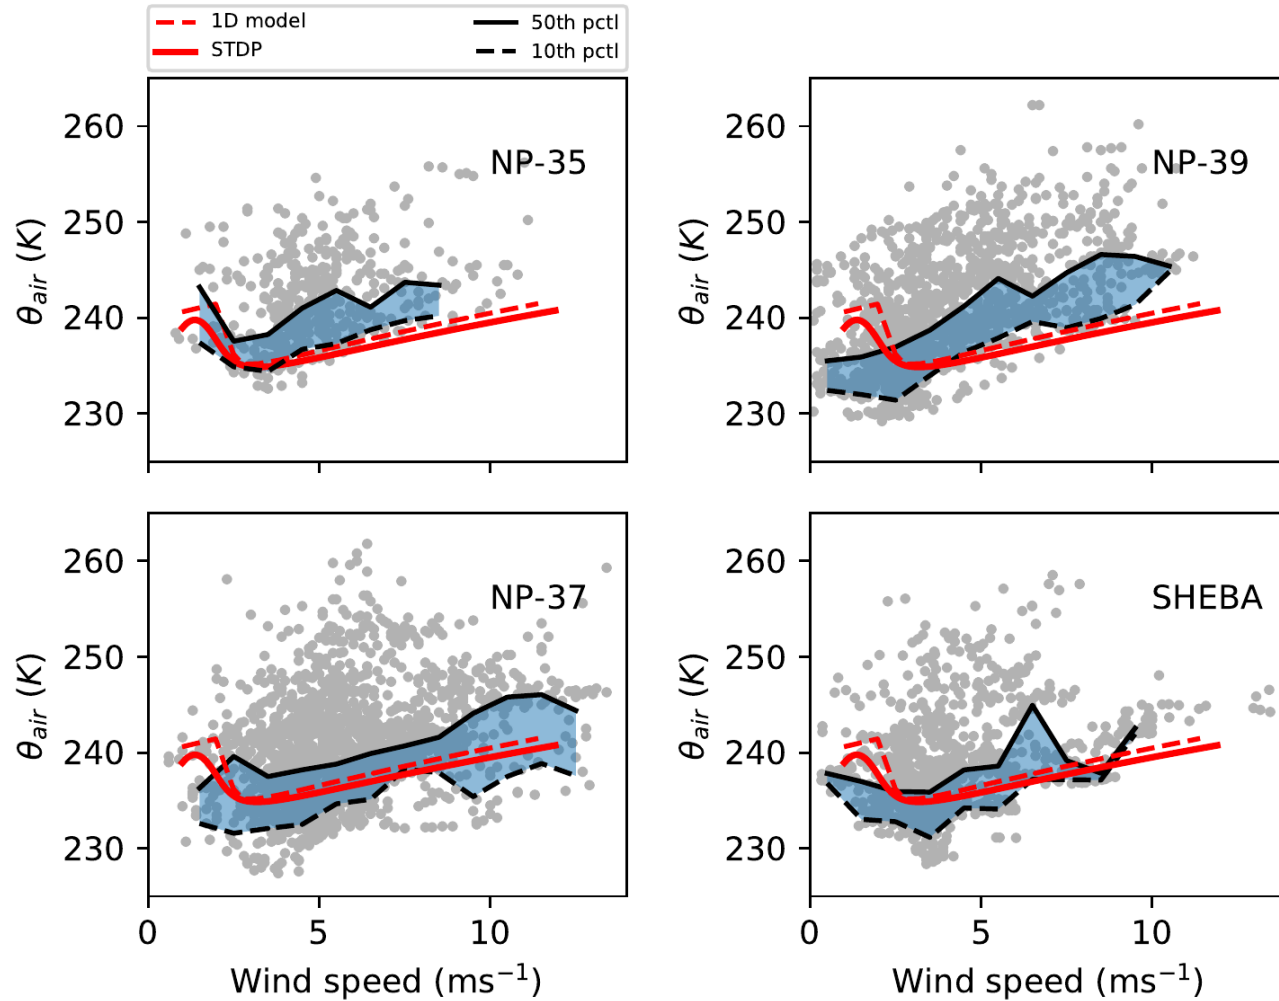 1D model
STDP
50th pctl
10th pctl
260
250
240
230
θair (K)
NP-35
260
250
240
230
θair (K)
NP-39
260
250
240
230
θair (K)
NP-37
0 5 10
Wind speed (ms−1)
260
250
240
230
θair (K)
SHEBA
0 5 10
Wind speed (ms−1)